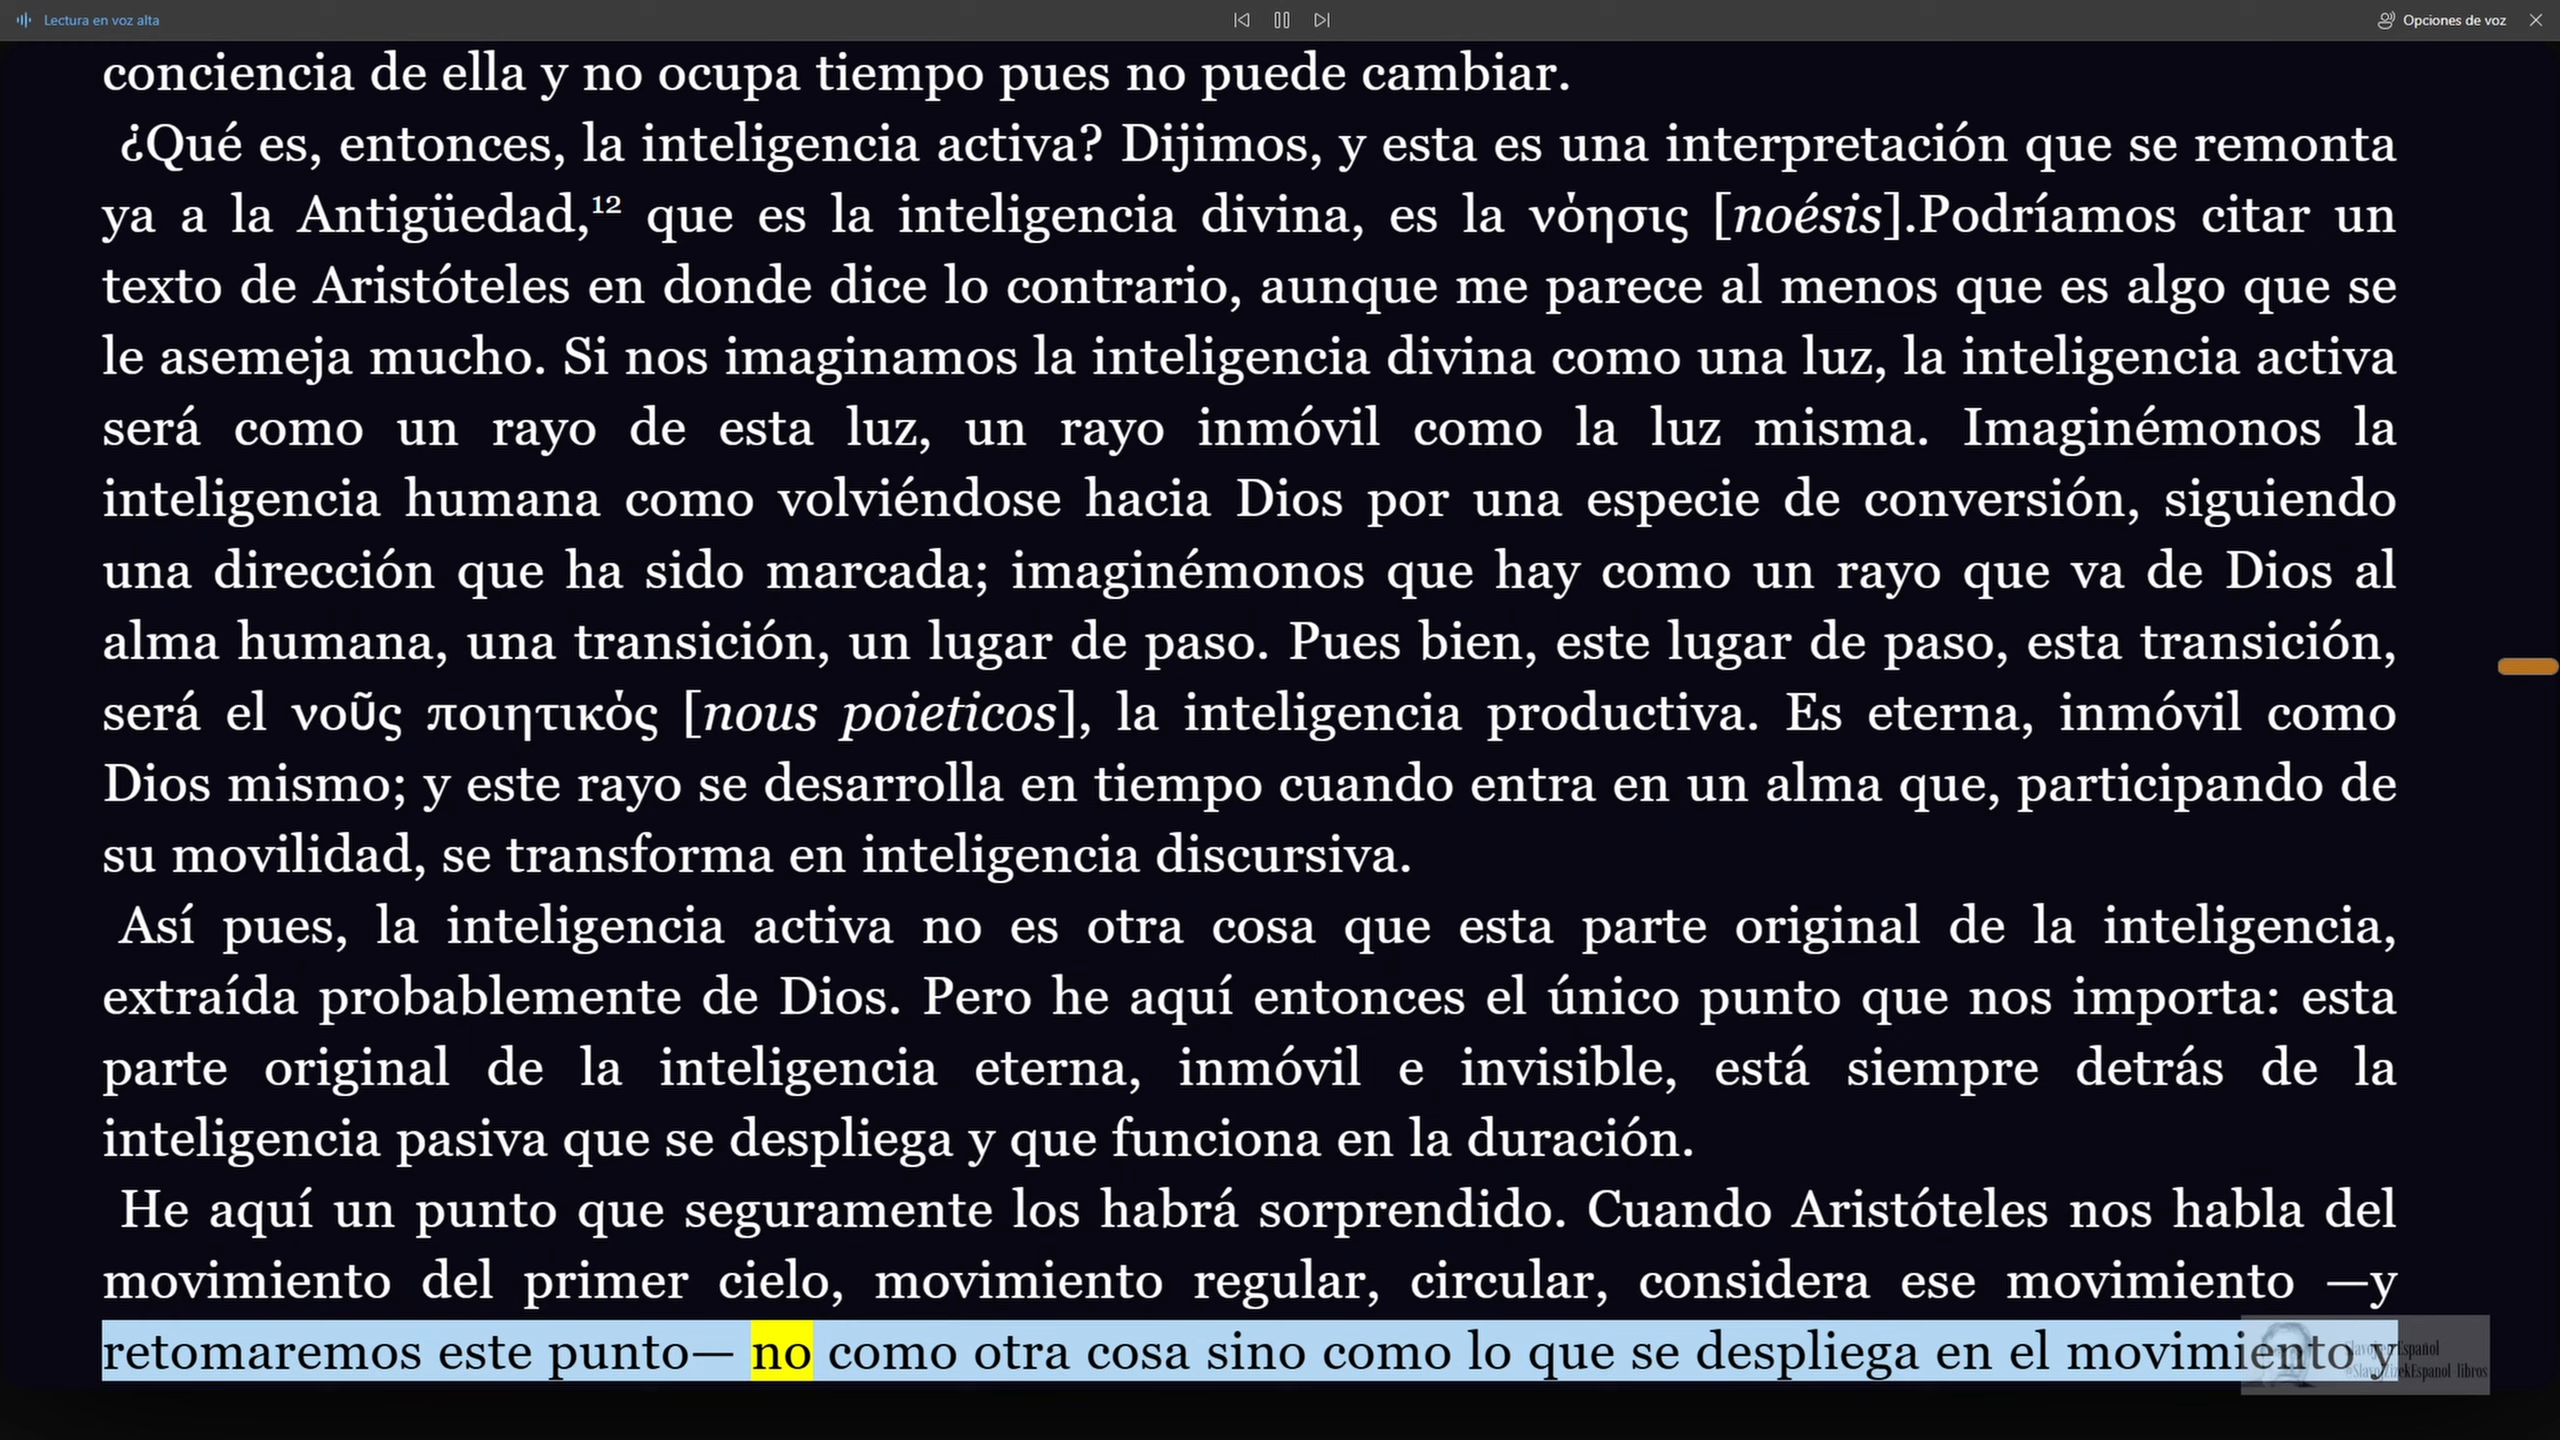 Lectura en voz alta
Opciones de voz
conciencia de ella y no ocupa tiempo pues no puede cambiar.
¿Qué es, entonces, la inteligencia activa? Dijimos, y esta es una interpretación que se remonta
ya a la Antigüedad,¹² que es la inteligencia divina, es la νὀησις [noésis].Podríamos citar un
texto de Aristóteles en donde dice lo contrario, aunque me parece al menos que es algo que se
le asemeja mucho. Si nos imaginamos la inteligencia divina como una luz, la inteligencia activa
será como un rayo de esta luz, un rayo inmóvil como la luz misma. Imaginémonos la
inteligencia humana como volviéndose hacia Dios por una especie de conversión, siguiendo
una dirección que ha sido marcada; imaginémonos que hay como un rayo que va de Dios al
alma humana, una transición, un lugar de paso. Pues bien, este lugar de paso, esta transición,
será el νοῦς ποιητικὀς [nous poieticos], la inteligencia productiva. Es eterna, inmóvil como
Dios mismo; y este rayo se desarrolla en tiempo cuando entra en un alma que, participando de
su movilidad, se transforma en inteligencia discursiva.
Así pues, la inteligencia activa no es otra cosa que esta parte original de la inteligencia,
extraída probablemente de Dios. Pero he aquí entonces el único punto que nos importa: esta
parte original de la inteligencia eterna, inmóvil e invisible, está siempre detrás de la
inteligencia pasiva que se despliega y que funciona en la duración.
He aquí un punto que seguramente los habrá sorprendido. Cuando Aristóteles nos habla del
movimiento del primer cielo, movimiento regular, circular, considera ese movimiento —y
retomaremos este punto— no como otra cosa sino como lo que se despliega en el movimiento y
@SlavojZizekEspanol libros